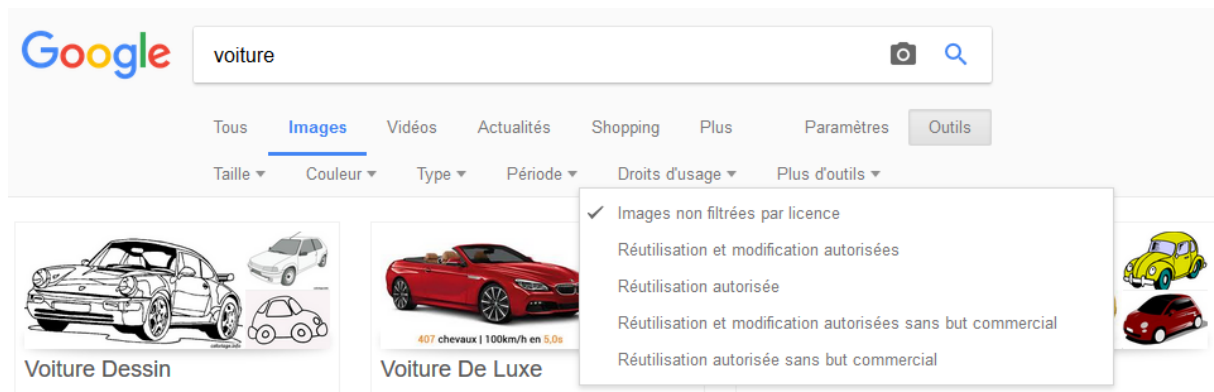 Google voiture
Tous Images Vidéos Actualités Shopping Plus Paramètres Outils
Taille Couleur Type Période Droits d'usage Plus d'outils
Images non filtrées par licence
Réutilisation et modification autorisées
Réutilisation autorisée
Réutilisation et modification autorisées sans but commercial
Réutilisation autorisée sans but commercial
407 chevaux | 100km/h en 5,0s
Voiture Dessin Voiture De Luxe